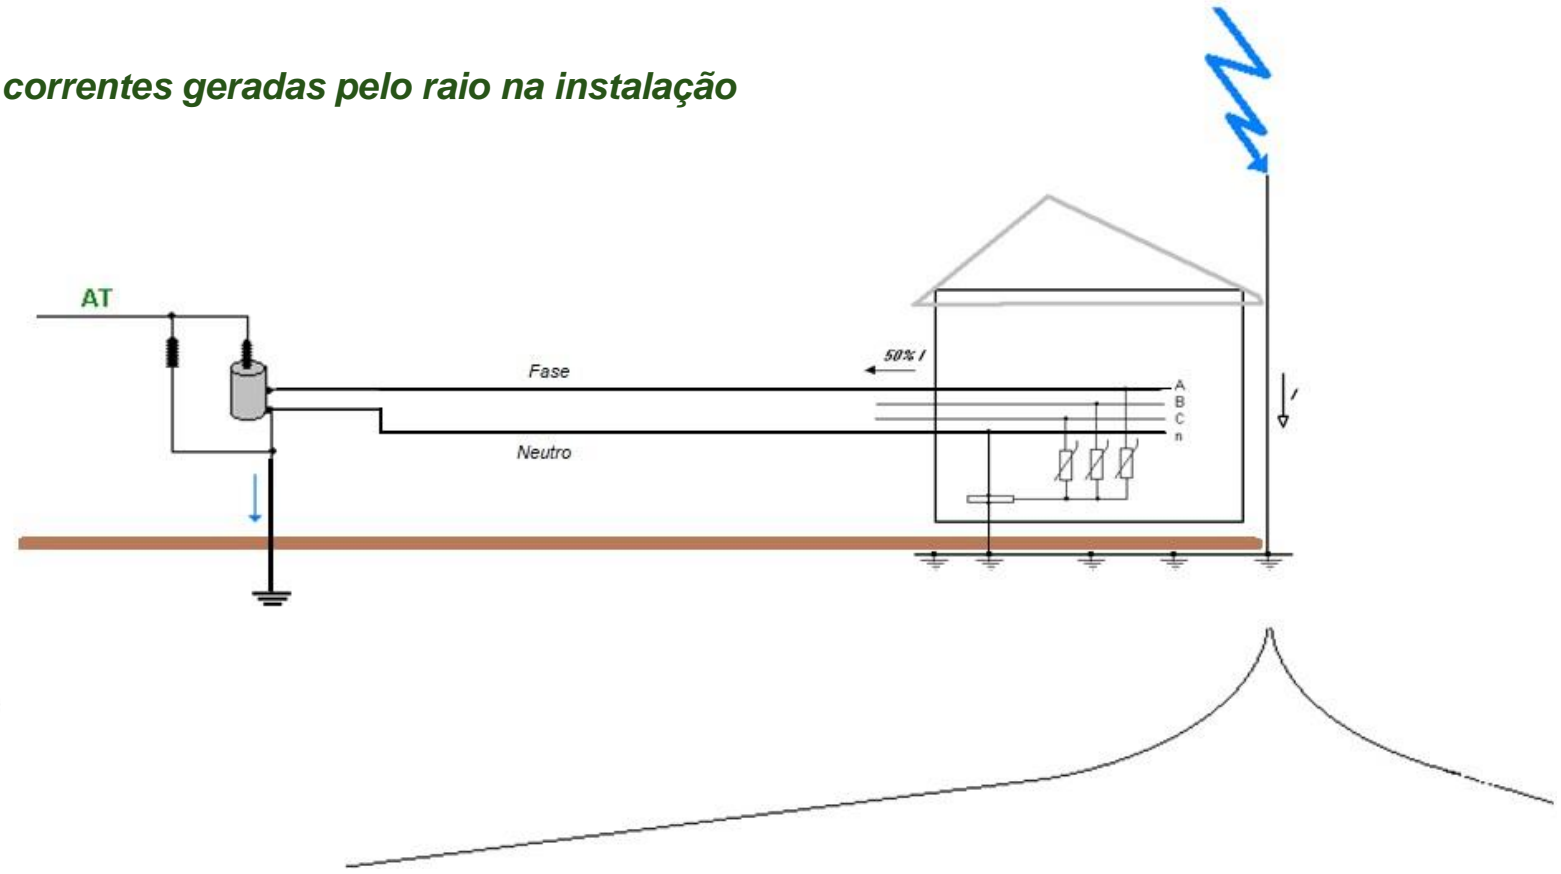 correntes geradas pelo raio na instalação
AT
50% I
Fase
A
B
C
n
I
Neutro